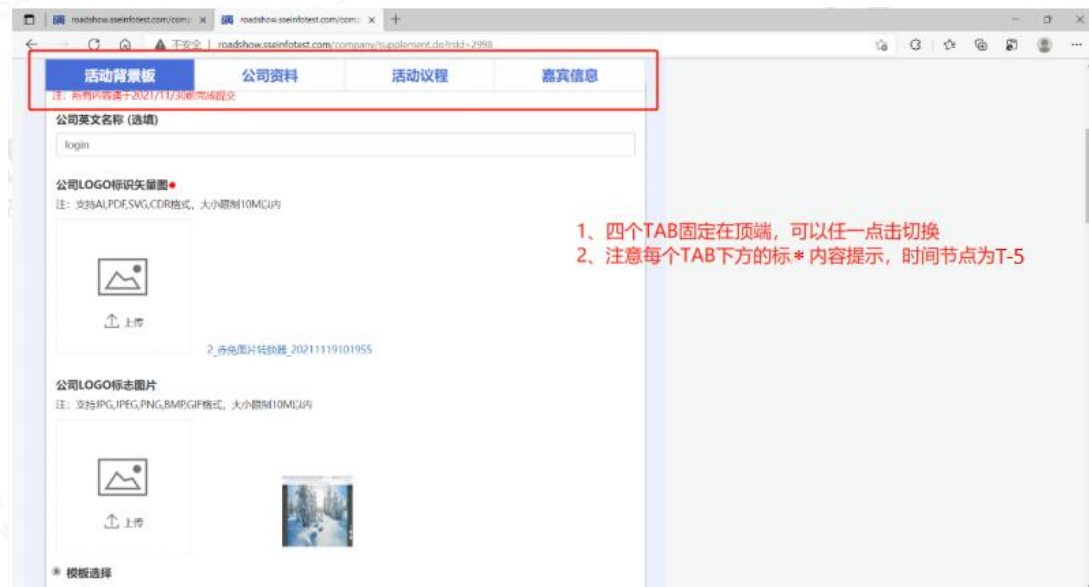 roadshow.sseinfotest.com/comp
roadshow.sseinfotest.com/comp
不安全 | roadshow.sseinfotest.com/company/supplement.do?rsId=2998
活动背景板 公司资料 活动议程 嘉宾信息
注：所有内容请于2021/11/30前完成提交
公司英文名称 (选填)
login
公司LOGO标识矢量图*
注：支持AI,PDF,SVG,CDR格式，大小限制10M以内
1、四个TAB固定在顶端，可以任一点击切换
2、注意每个TAB下方的标*内容提示，时间节点为T-5
上传
2_赤兔图片转换器_20211119101955
公司LOGO标志图片
注：支持JPG,JPEG,PNG,BMP,GIF格式，大小限制10M以内
上传
模板选择